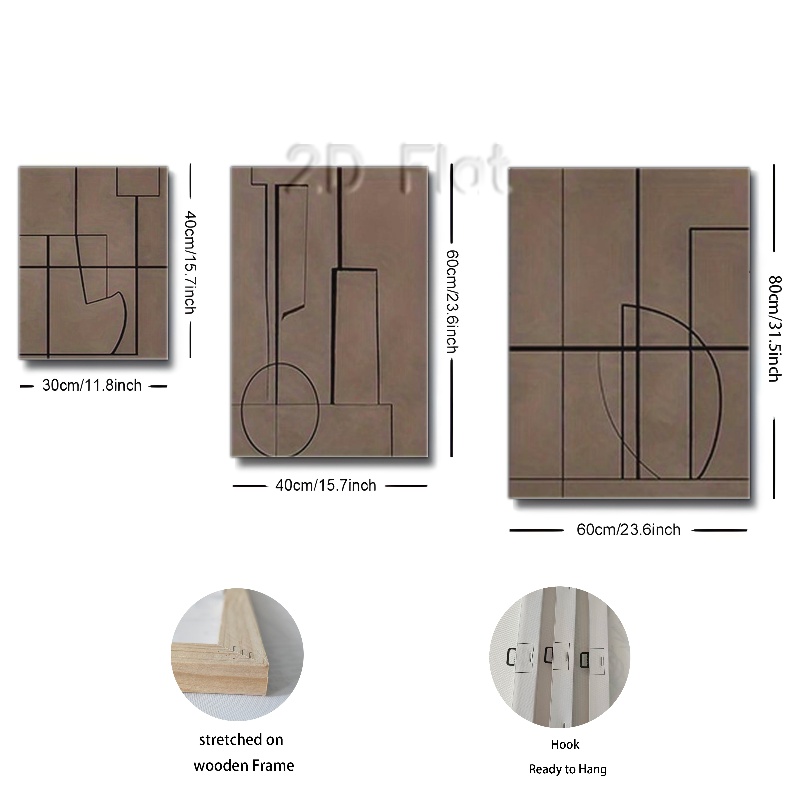 2D Flat
40cm/15.7inch
60cm/23.6inch
80cm/31.5inch
30cm/11.8inch
40cm/15.7inch
60cm/23.6inch
stretched on
wooden Frame
Hook
Ready to Hang